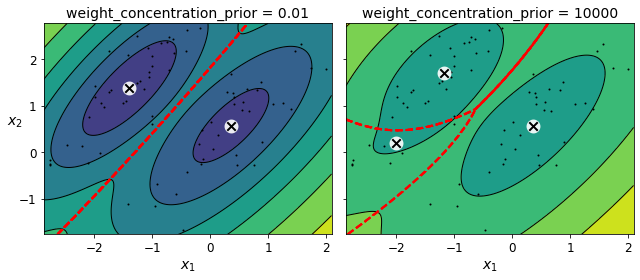 weight_concentration_prior = 0.01
weight_concentration_prior = 10000
2
1
0
−1
x2
−2
−1
0
1
2
−2
−1
0
1
2
x1
x1